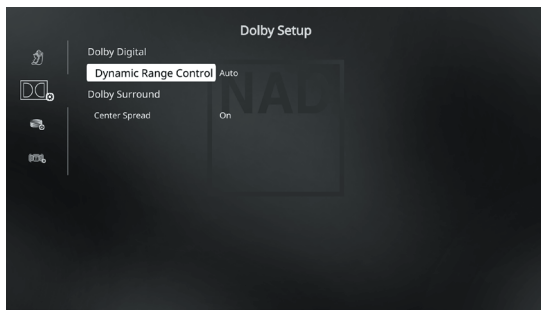 Dolby Setup
Dolby Digital
Dynamic Range Control Auto
Dolby Surround
Center Spread On
NAD